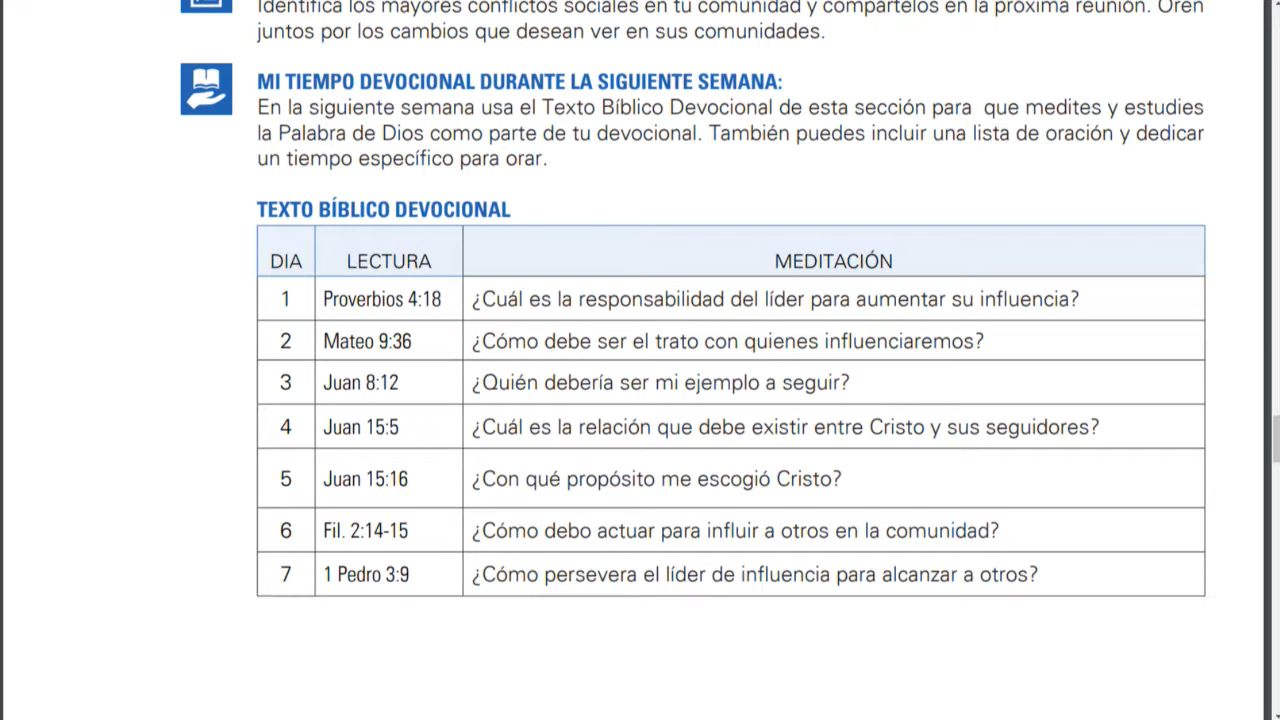 Identifica los mayores conflictos sociales en tu comunidad y compártelos en la próxima reunión. Oren
juntos por los cambios que desean ver en sus comunidades.
MI TIEMPO DEVOCIONAL DURANTE LA SIGUIENTE SEMANA:
En la siguiente semana usa el Texto Bíblico Devocional de esta sección para que medites y estudies
la Palabra de Dios como parte de tu devocional. También puedes incluir una lista de oración y dedicar
un tiempo específico para orar.
TEXTO BÍBLICO DEVOCIONAL
DIA LECTURA MEDITACIÓN
1 Proverbios 4:18 ¿Cuál es la responsabilidad del líder para aumentar su influencia?
2 Mateo 9:36 ¿Cómo debe ser el trato con quienes influenciaremos?
3 Juan 8:12 ¿Quién debería ser mi ejemplo a seguir?
4 Juan 15:5 ¿Cuál es la relación que debe existir entre Cristo y sus seguidores?
5 Juan 15:16 ¿Con qué propósito me escogió Cristo?
6 Fil. 2:14-15 ¿Cómo debo actuar para influir a otros en la comunidad?
7 1 Pedro 3:9 ¿Cómo persevera el líder de influencia para alcanzar a otros?